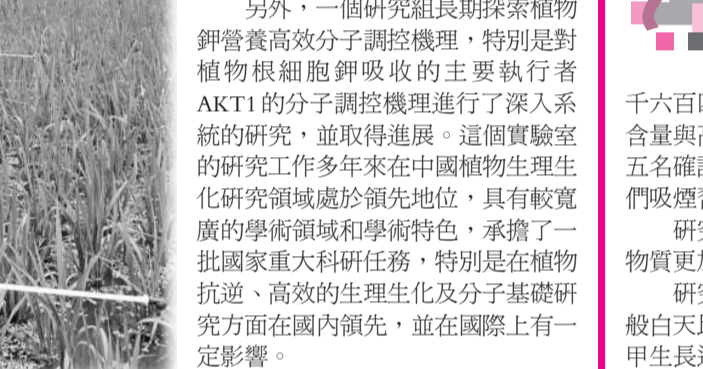 另外，一個研究組長期探索植物
鉀營養高效分子調控機理，特別是對
植物根細胞鉀吸收的主要執行者
AKT1的分子調控機理進行了深入系
統的研究，並取得進展。這個實驗室
的研究工作多年來在中國植物生理生
化研究領域處於領先地位，具有較寬
廣的學術領域和學術特色，承擔了一
批國家重大科研任務，特別是在植物
抗逆、高效的生理生化及分子基礎研
究方面在國內領先，並在國際上有一
定影響。
千六百
含量與
五名確
們吸煙
研
物質更
研
般白天
甲生長